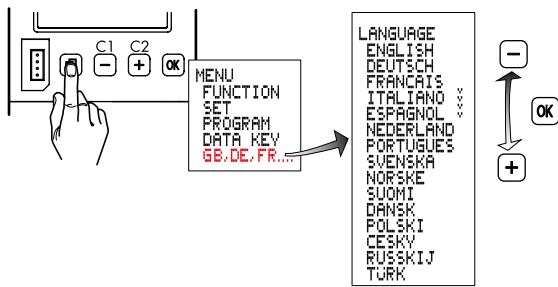 C1 C2
− + OK
MENU
FUNCTION
SET
PROGRAM
DATA KEY
GB,DE,FR....
LANGUAGE
ENGLISH
DEUTSCH
FRANCAIS
ITALIANO
ESPAGNOL
NEDERLAND
PORTUGUES
SVENSKA
NORSKE
SUOMI
DANSK
POLSKI
CESKY
RUSSKIJ
TURK
−
OK
+